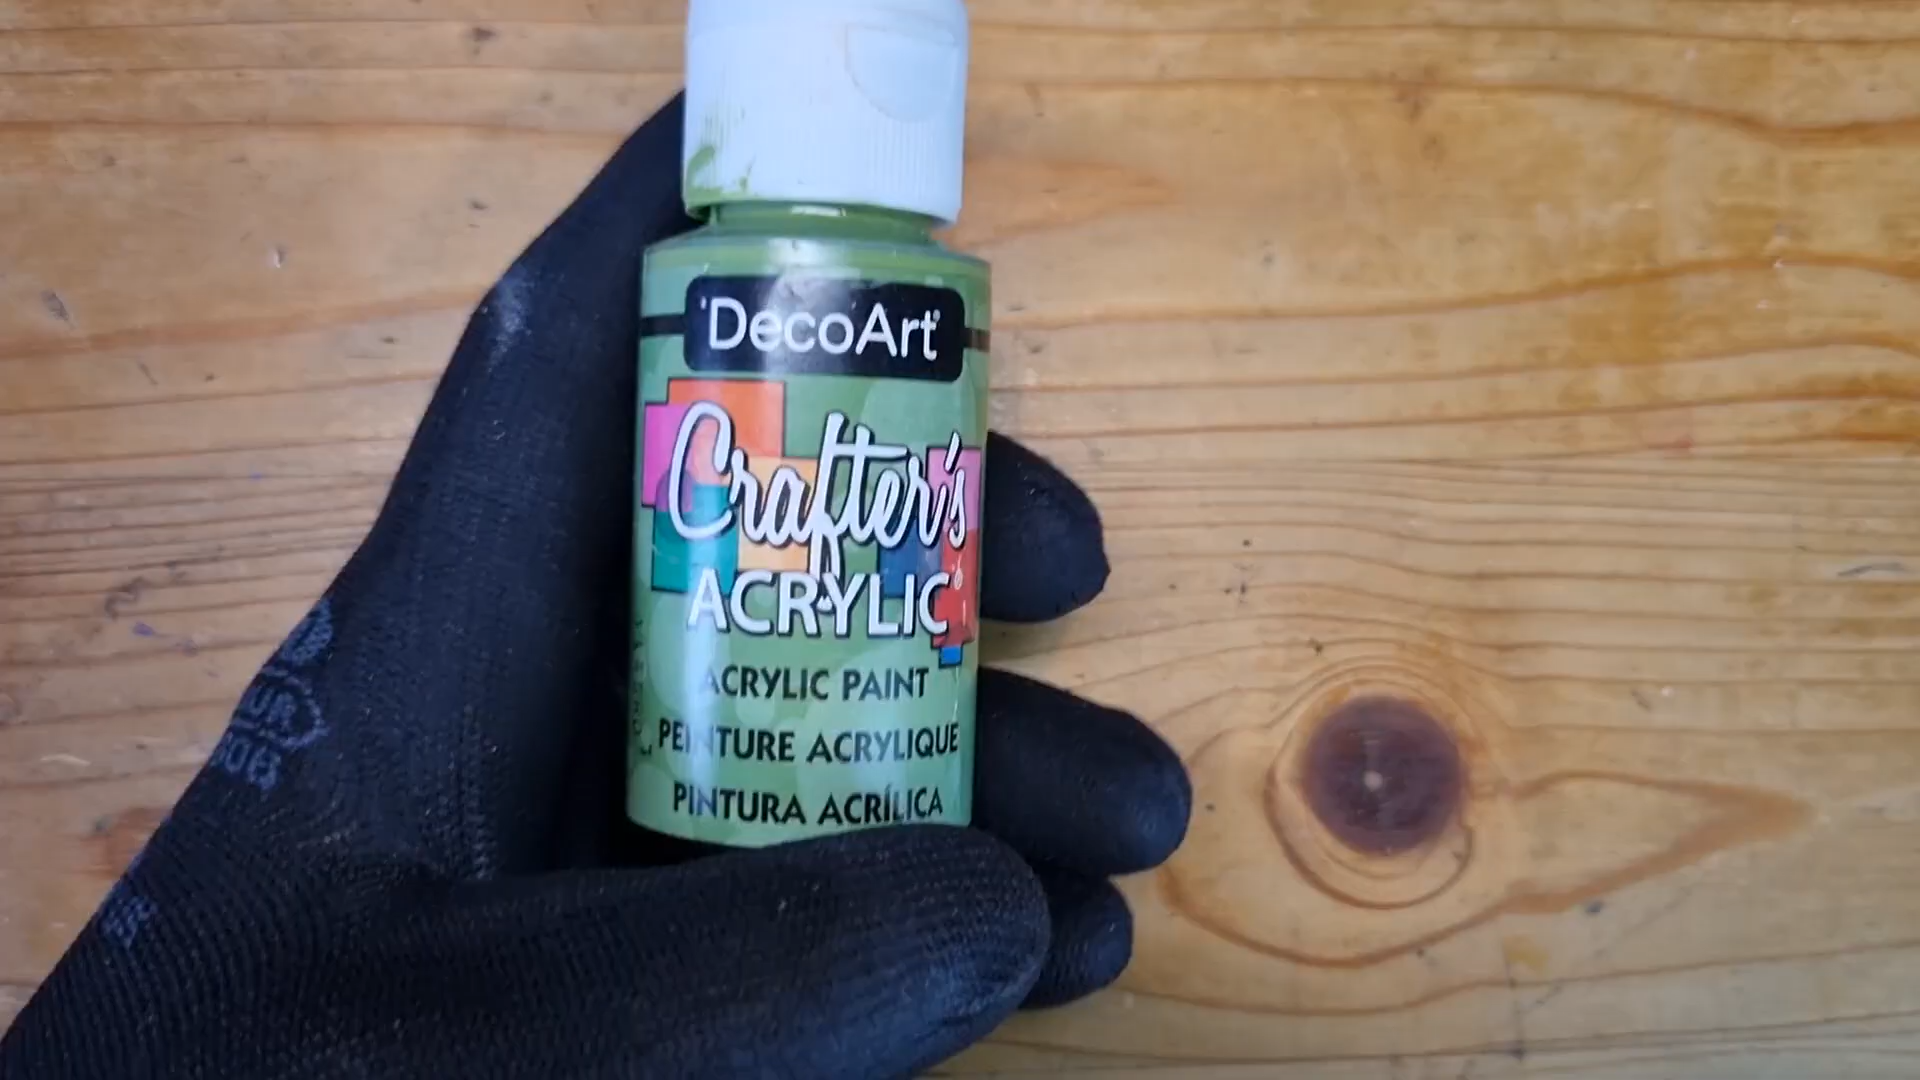 DecoArt®
Crafter's
ACRYLIC®
ACRYLIC PAINT
PEINTURE ACRYLIQUE
PINTURA ACRÍLICA